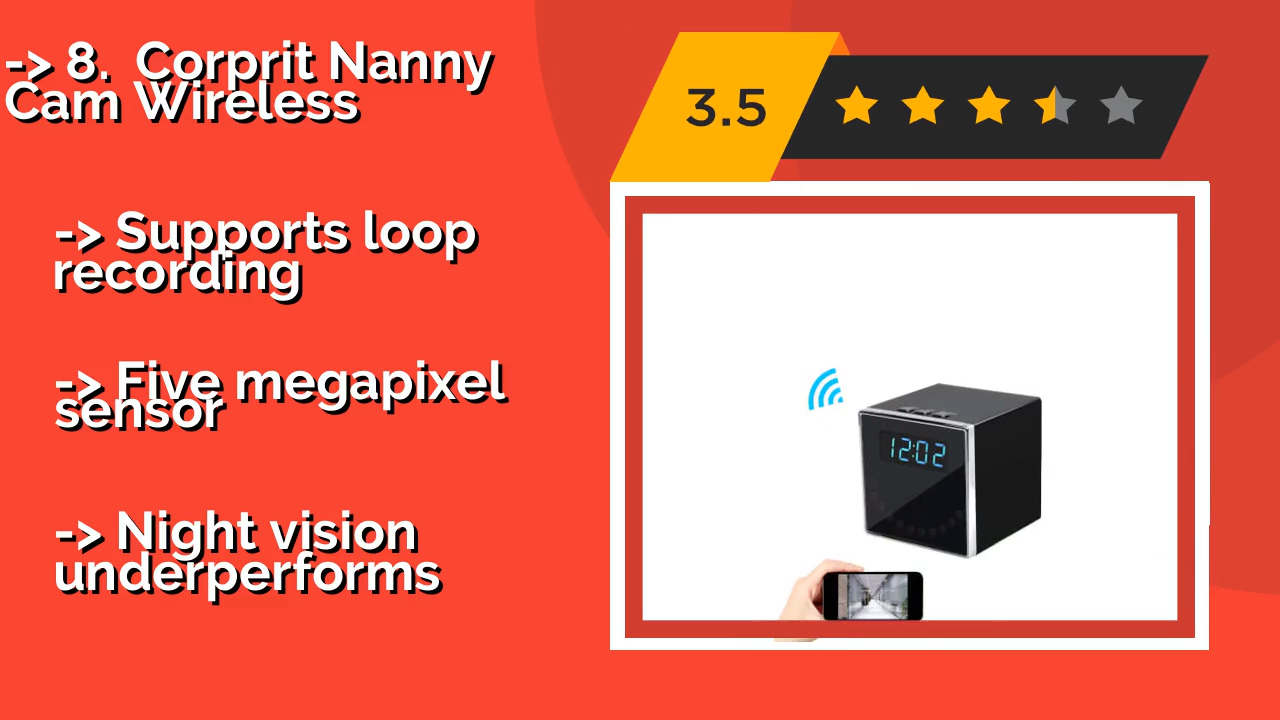 -> 8.  Corprit Nanny
Cam Wireless
3.5
-> Supports loop
recording
-> Five megapixel
sensor
12:02
-> Night vision
underperforms